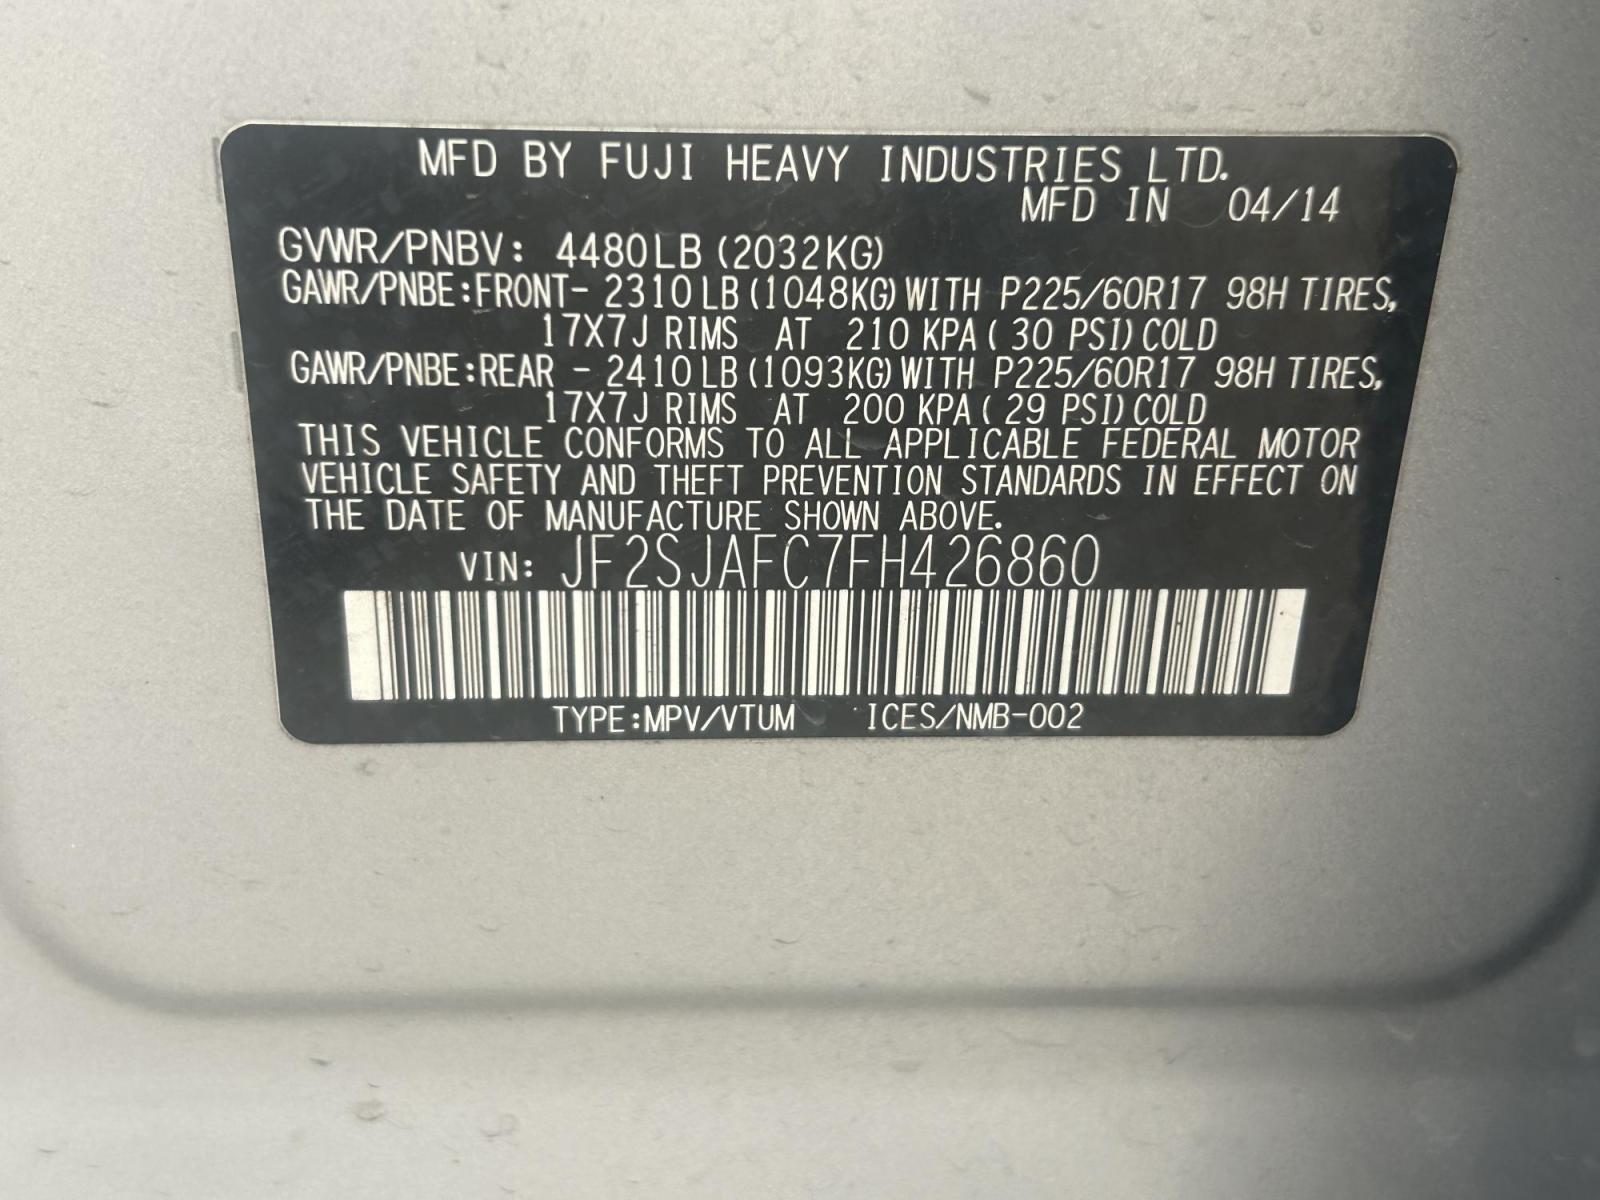 MFD BY FUJI HEAVY INDUSTRIES LTD.
MFD IN 04/14
GVWR/PNBV: 4480LB (2032KG)
GAWR/PNBE:FRONT- 2310LB(1048KG)WITH P225/60R17 98H TIRES,
17X7J RIMS AT 210 KPA( 30 PSI)COLD
GAWR/PNBE:REAR - 2410LB(1093KG)WITH P225/60R17 98H TIRES,
17X7J RIMS AT 200 KPA( 29 PSI)COLD
THIS VEHICLE CONFORMS TO ALL APPLICABLE FEDERAL MOTOR
VEHICLE SAFETY AND THEFT PREVENTION STANDARDS IN EFFECT ON
THE DATE OF MANUFACTURE SHOWN ABOVE.
VIN: JF2SJAFC7FH426860
TYPE:MPV/VTUM ICES/NMB-002